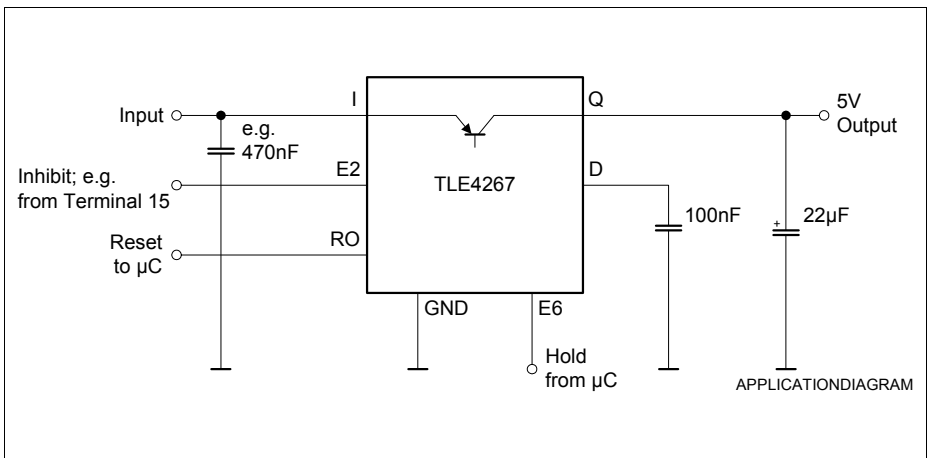 I
Q
5V
Output
Input
e.g.
470nF
E2
D
Inhibit; e.g.
from Terminal 15
TLE4267
100nF
+
22µF
RO
Reset
to µC
GND
E6
Hold
from µC
APPLICATIONDIAGRAM